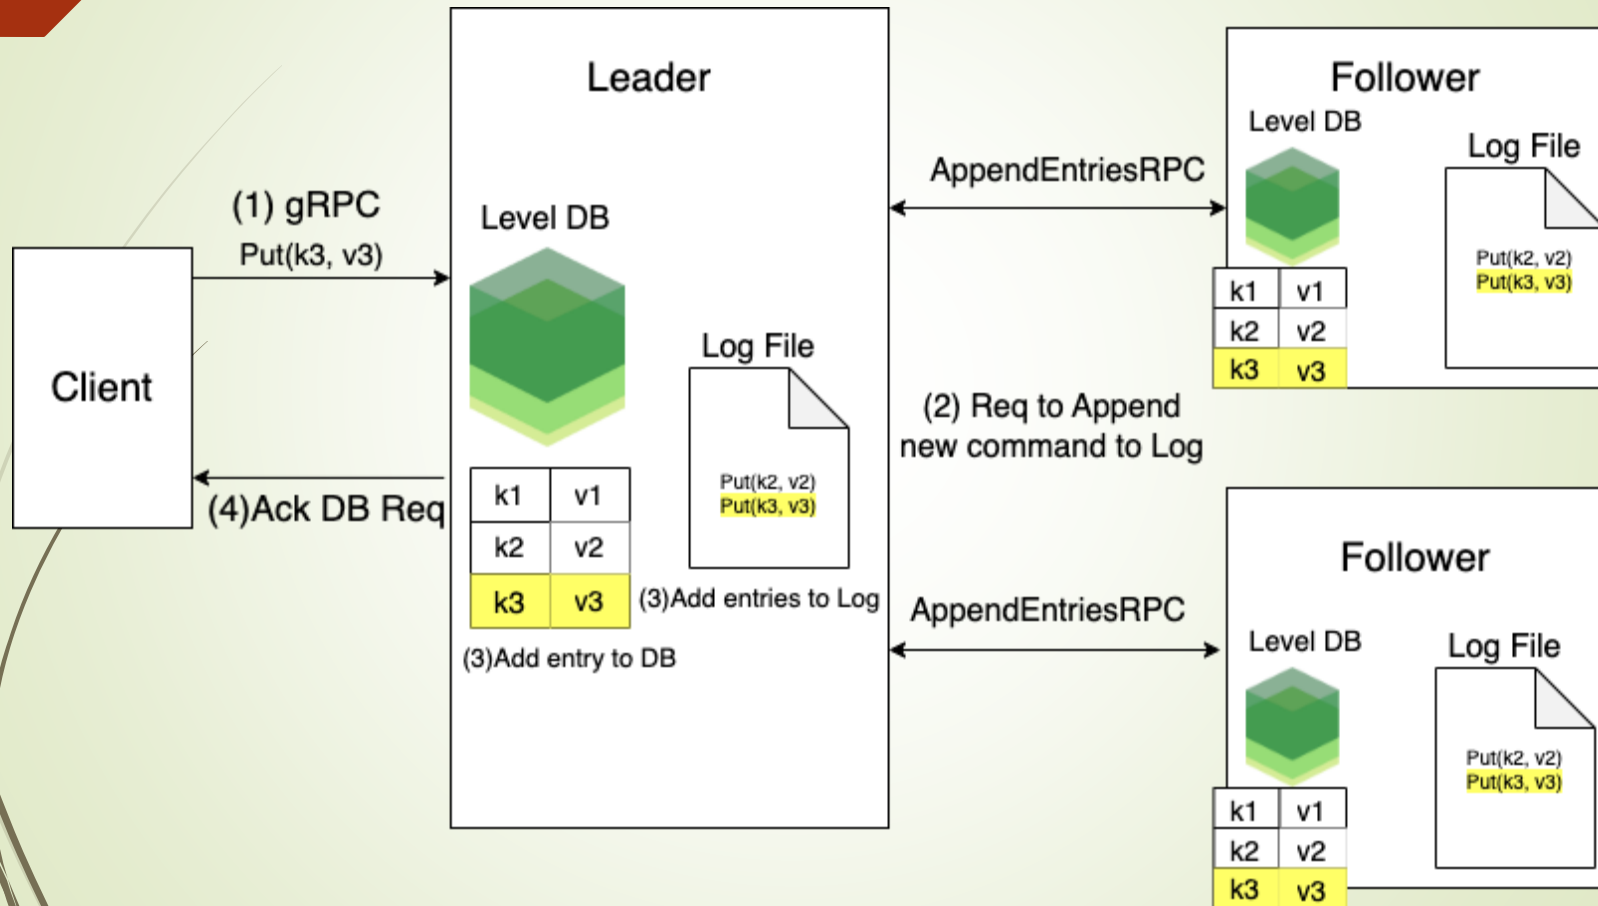 Leader
Level DB
k1 v1
k2 v2
k3 v3
(3)Add entry to DB
Log File
Put(k2, v2)
Put(k3, v3)
(3)Add entries to Log
(1) gRPC
Put(k3, v3)
Client
(4)Ack DB Req
AppendEntriesRPC
(2) Req to Append
new command to Log
AppendEntriesRPC
Follower
Level DB
k1 v1
k2 v2
k3 v3
Log File
Put(k2, v2)
Put(k3, v3)
Follower
Level DB
k1 v1
k2 v2
k3 v3
Log File
Put(k2, v2)
Put(k3, v3)